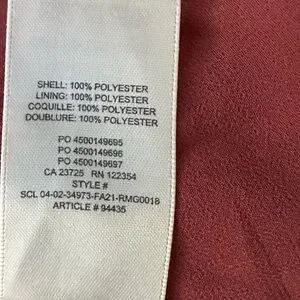 SHELL: 100% POLYESTER
LINING: 100% POLYESTER
COQUILLE: 100% POLYESTER
DOUBLURE: 100% POLYESTER
PO 4500149695
PO 4500149696
PO 4500149697
CA 23725 RN 122354
STYLE #
SCL 04-02-34973-FA21-RMG0018
ARTICLE # 94435